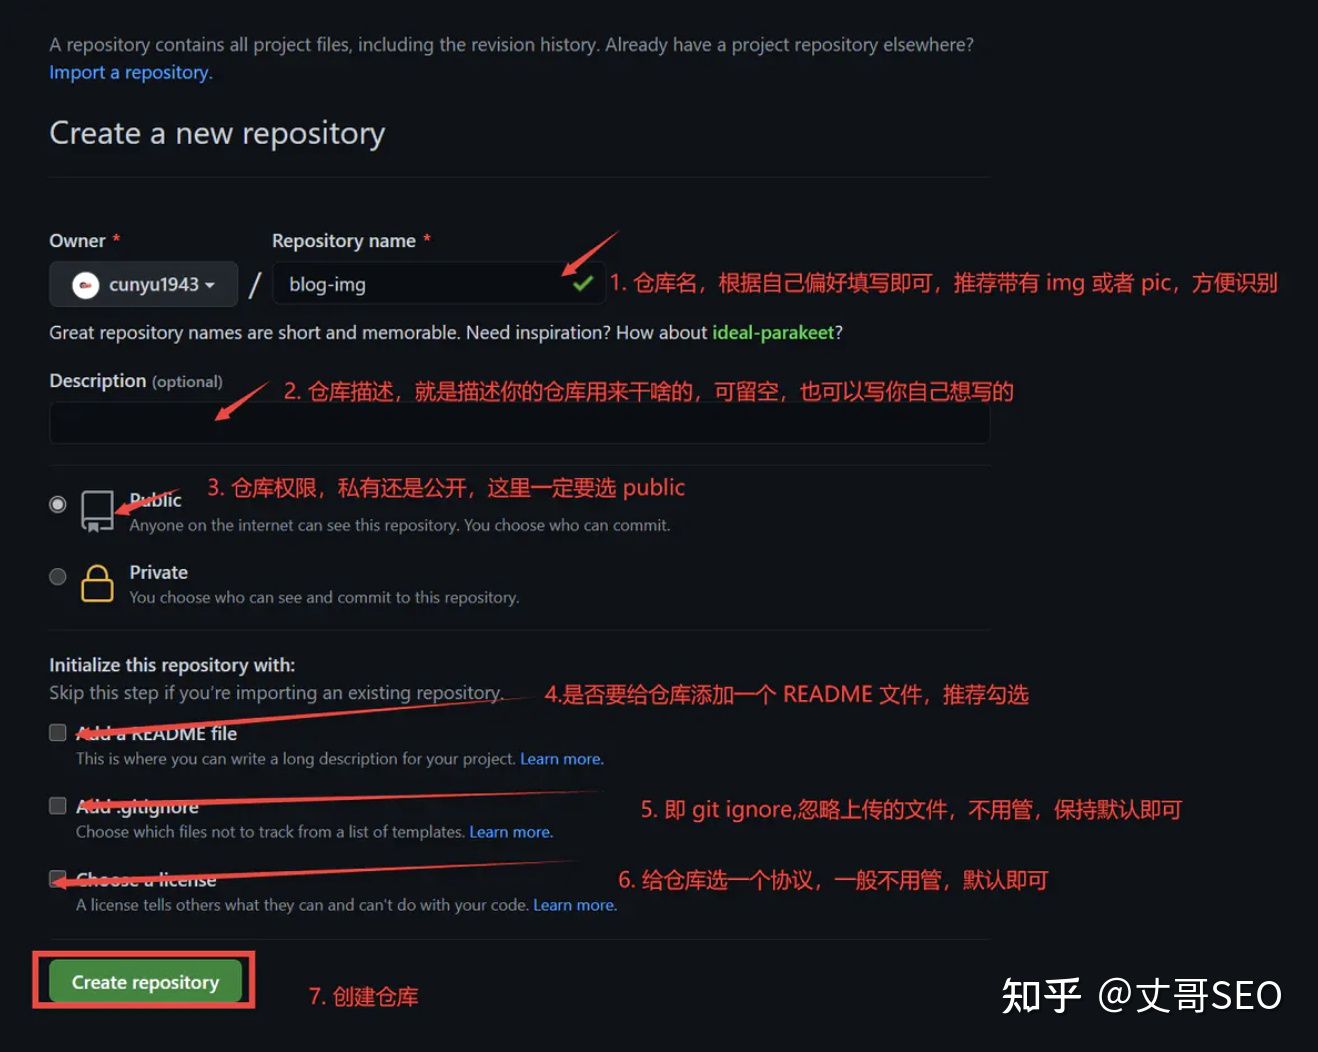 A repository contains all project files, including the revision history. Already have a project repository elsewhere?
Import a repository.
Create a new repository
Owner *
Repository name *
cunyu1943
/
blog-img
1. 仓库名，根据自己偏好填写即可，推荐带有 img 或者 pic，方便识别
Great repository names are short and memorable. Need inspiration? How about ideal-parakeet?
Description (optional)
2. 仓库描述，就是描述你的仓库用来干啥的，可留空，也可以写你自己想写的
3. 仓库权限，私有还是公开，这里一定要选 public
Public
Anyone on the internet can see this repository. You choose who can commit.
Private
You choose who can see and commit to this repository.
Initialize this repository with:
Skip this step if you're importing an existing repository.
4.是否要给仓库添加一个 README 文件，推荐勾选
Add a README file
This is where you can write a long description for your project. Learn more.
Add .gitignore
5. 即 git ignore,忽略上传的文件，不用管，保持默认即可
Choose which files not to track from a list of templates. Learn more.
Choose a license
6. 给仓库选一个协议，一般不用管，默认即可
A license tells others what they can and can't do with your code. Learn more.
Create repository
7. 创建仓库
知乎 @丈哥SEO